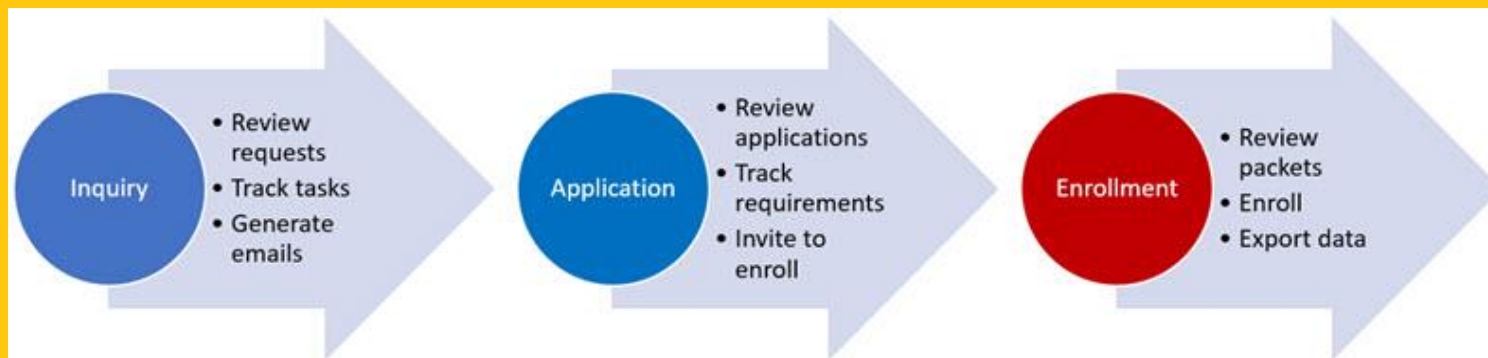 Inquiry
• Review
requests
• Track tasks
• Generate
emails
Application
• Review
applications
• Track
requirements
• Invite to
enroll
Enrollment
• Review
packets
• Enroll
• Export data